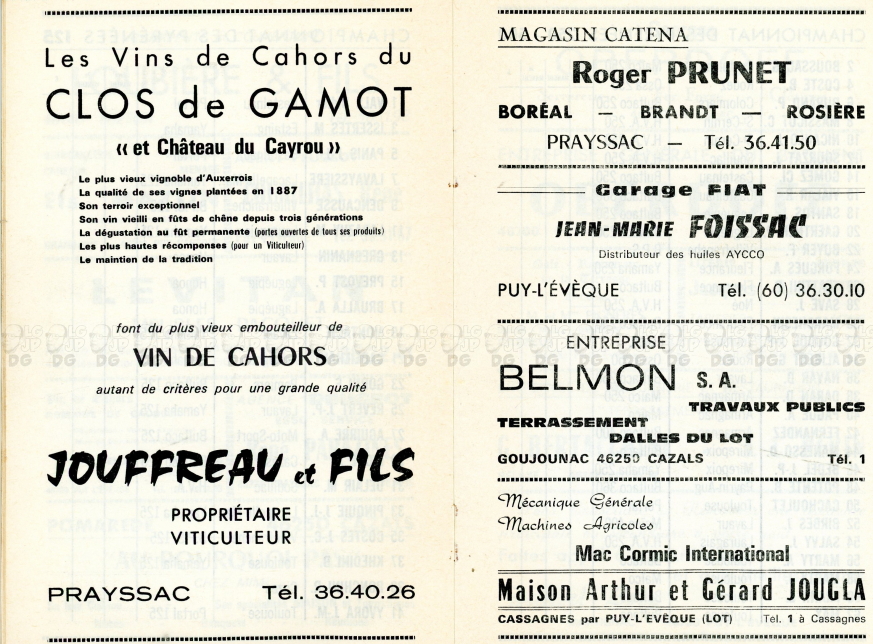 Les Vins de Cahors du
CLOS de GAMOT
« et Château du Cayrou »
Le plus vieux vignoble d'Auxerrois
La qualité de ses vignes plantées en 1887
Son terroir exceptionnel
Son vin vieilli en fûts de chêne depuis trois générations
La dégustation au fût permanente (portes ouvertes de tous ses produits)
Les plus hautes récompenses (pour un Viticulteur)
Le maintien de la tradition
font du plus vieux embouteilleur de
VIN DE CAHORS
autant de critères pour une grande qualité
JOUFFREAU et FILS
PROPRIÉTAIRE
VITICULTEUR
PRAYSSAC Tél. 36.40.26
MAGASIN CATENA
Roger PRUNET
BORÉAL — BRANDT — ROSIÈRE
PRAYSSAC — Tél. 36.41.50
Garage FIAT
JEAN-MARIE FOISSAC
Distributeur des huiles AYCCO
PUY-L'ÉVÈQUE Tél. (60) 36.30.10
ENTREPRISE
BELMON S.A.
TRAVAUX PUBLICS
TERRASSEMENT
DALLES DU LOT
GOUJOUNAC 46250 CAZALS Tél. 1
Mécanique Générale
Machines Agricoles
Mac Cormic International
Maison Arthur et Gérard JOUGLA
CASSAGNES par PUY-L'EVÊQUE (LOT) Tel. 1 à Cassagnes